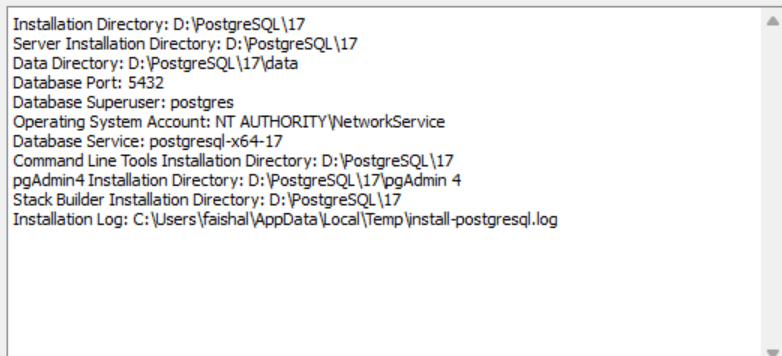 Installation Directory: D:\PostgreSQL\17
Server Installation Directory: D:\PostgreSQL\17
Data Directory: D:\PostgreSQL\17\data
Database Port: 5432
Database Superuser: postgres
Operating System Account: NT AUTHORITY\NetworkService
Database Service: postgresql-x64-17
Command Line Tools Installation Directory: D:\PostgreSQL\17
pgAdmin4 Installation Directory: D:\PostgreSQL\17\pgAdmin 4
Stack Builder Installation Directory: D:\PostgreSQL\17
Installation Log: C:\Users\faishal\AppData\Local\Temp\install-postgresql.log